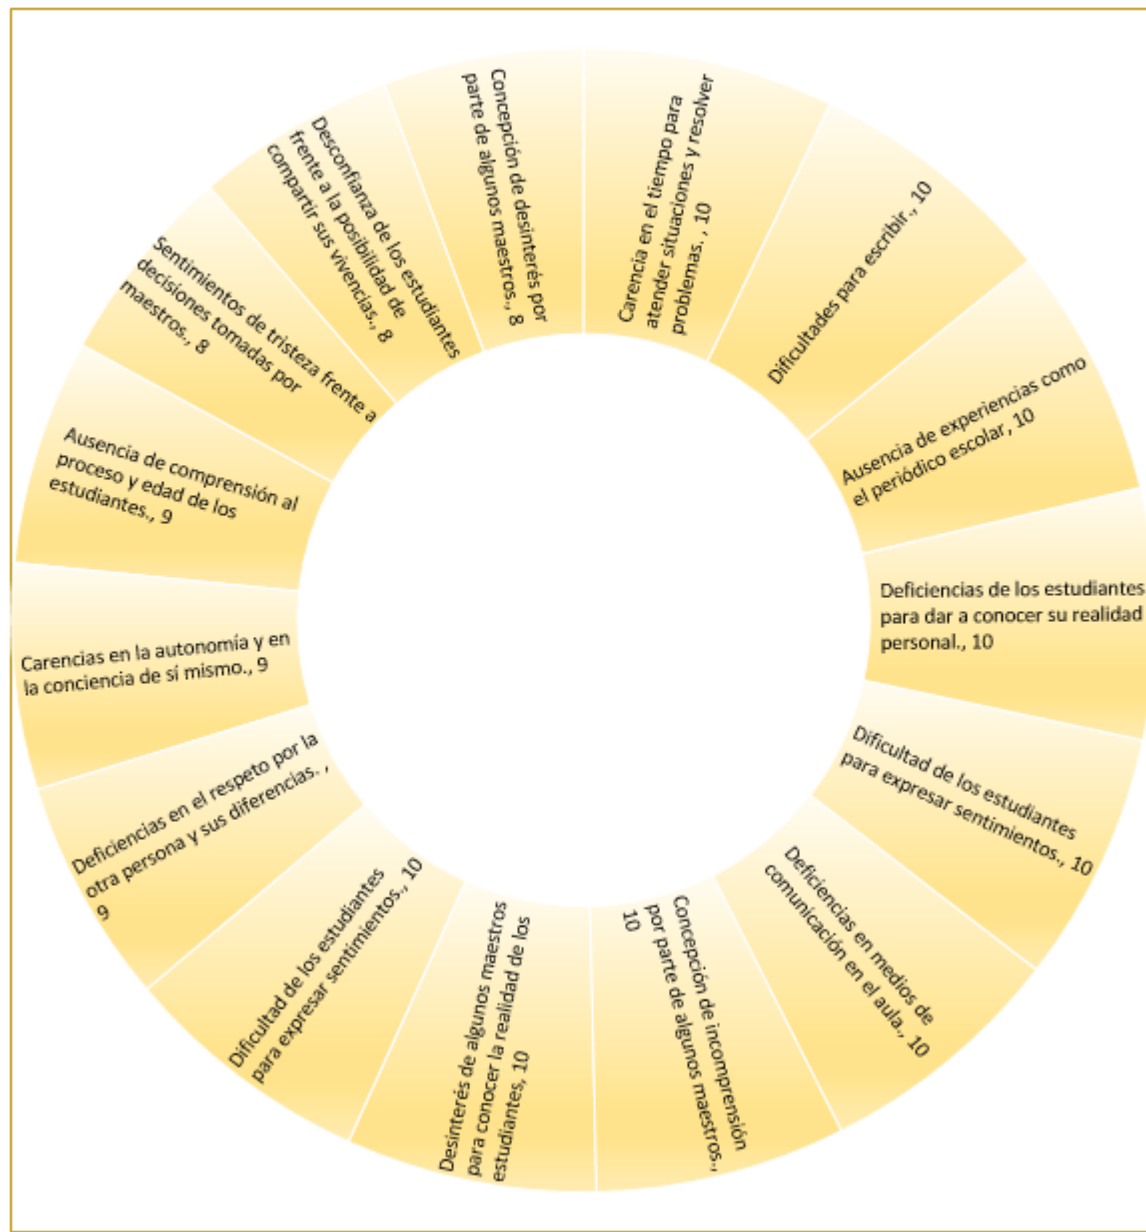 Carencia en el tiempo para
atender situaciones y resolver
problemas. , 10
Dificultades para escribir., 10
Ausencia de experiencias como
el periódico escolar, 10
Deficiencias de los estudiantes
para dar a conocer su realidad
personal., 10
Dificultad de los estudiantes
para expresar sentimientos., 10
Deficiencias en medios de
comunicación en el aula., 10
Concepción de incomprensión
por parte de algunos maestros.,
10
Desinterés de algunos maestros
para conocer la realidad de los
estudiantes, 10
Dificultad de los estudiantes
para expresar sentimientos., 10
Deficiencias en el respeto por la
otra persona y sus diferencias. ,
9
Carencias en la autonomía y en
la conciencia de sí mismo., 9
Ausencia de comprensión al
proceso y edad de los
estudiantes., 9
Sentimientos de tristeza frente a
decisiones tomadas por
maestros., 8
Desconfianza de los estudiantes
frente a la posibilidad de
compartir sus vivencias., 8
Concepción de desinterés por
parte de algunos maestros., 8